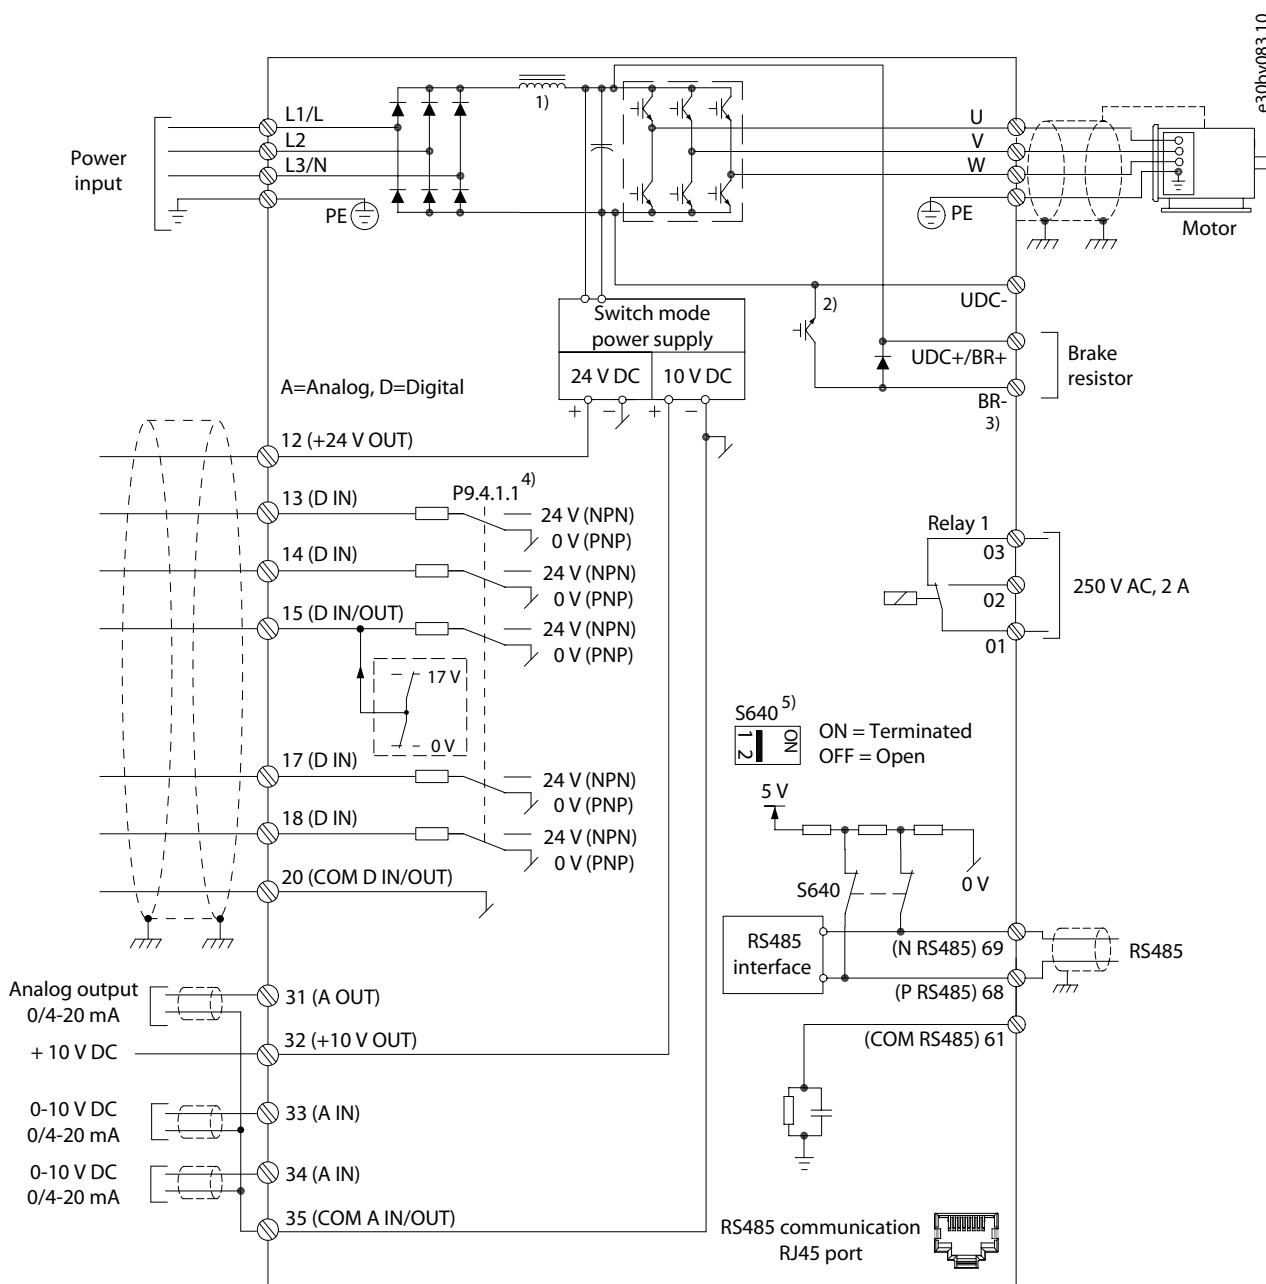 e30bv083.10
1)
L1/L
L2
L3/N
PE
Power
input
U
V
W
PE
Motor
UDC-
2)
UDC+/BR+
BR-
3)
Brake
resistor
Switch mode
power supply
24 V DC
10 V DC
+
−
+
−
A=Analog, D=Digital
12 (+24 V OUT)
13 (D IN)
P9.4.1.1 4)
24 V (NPN)
0 V (PNP)
14 (D IN)
24 V (NPN)
0 V (PNP)
15 (D IN/OUT)
24 V (NPN)
0 V (PNP)
17 V
0 V
17 (D IN)
24 V (NPN)
0 V (PNP)
18 (D IN)
24 V (NPN)
0 V (PNP)
20 (COM D IN/OUT)
Relay 1
03
02
01
250 V AC, 2 A
S640 5)
1 2
ON
ON = Terminated
OFF = Open
5 V
0 V
S640
RS485
interface
(N RS485) 69
(P RS485) 68
RS485
(COM RS485) 61
Analog output
0/4-20 mA
31 (A OUT)
+ 10 V DC
32 (+10 V OUT)
0-10 V DC
0/4-20 mA
33 (A IN)
0-10 V DC
0/4-20 mA
34 (A IN)
35 (COM A IN/OUT)
RS485 communication
RJ45 port